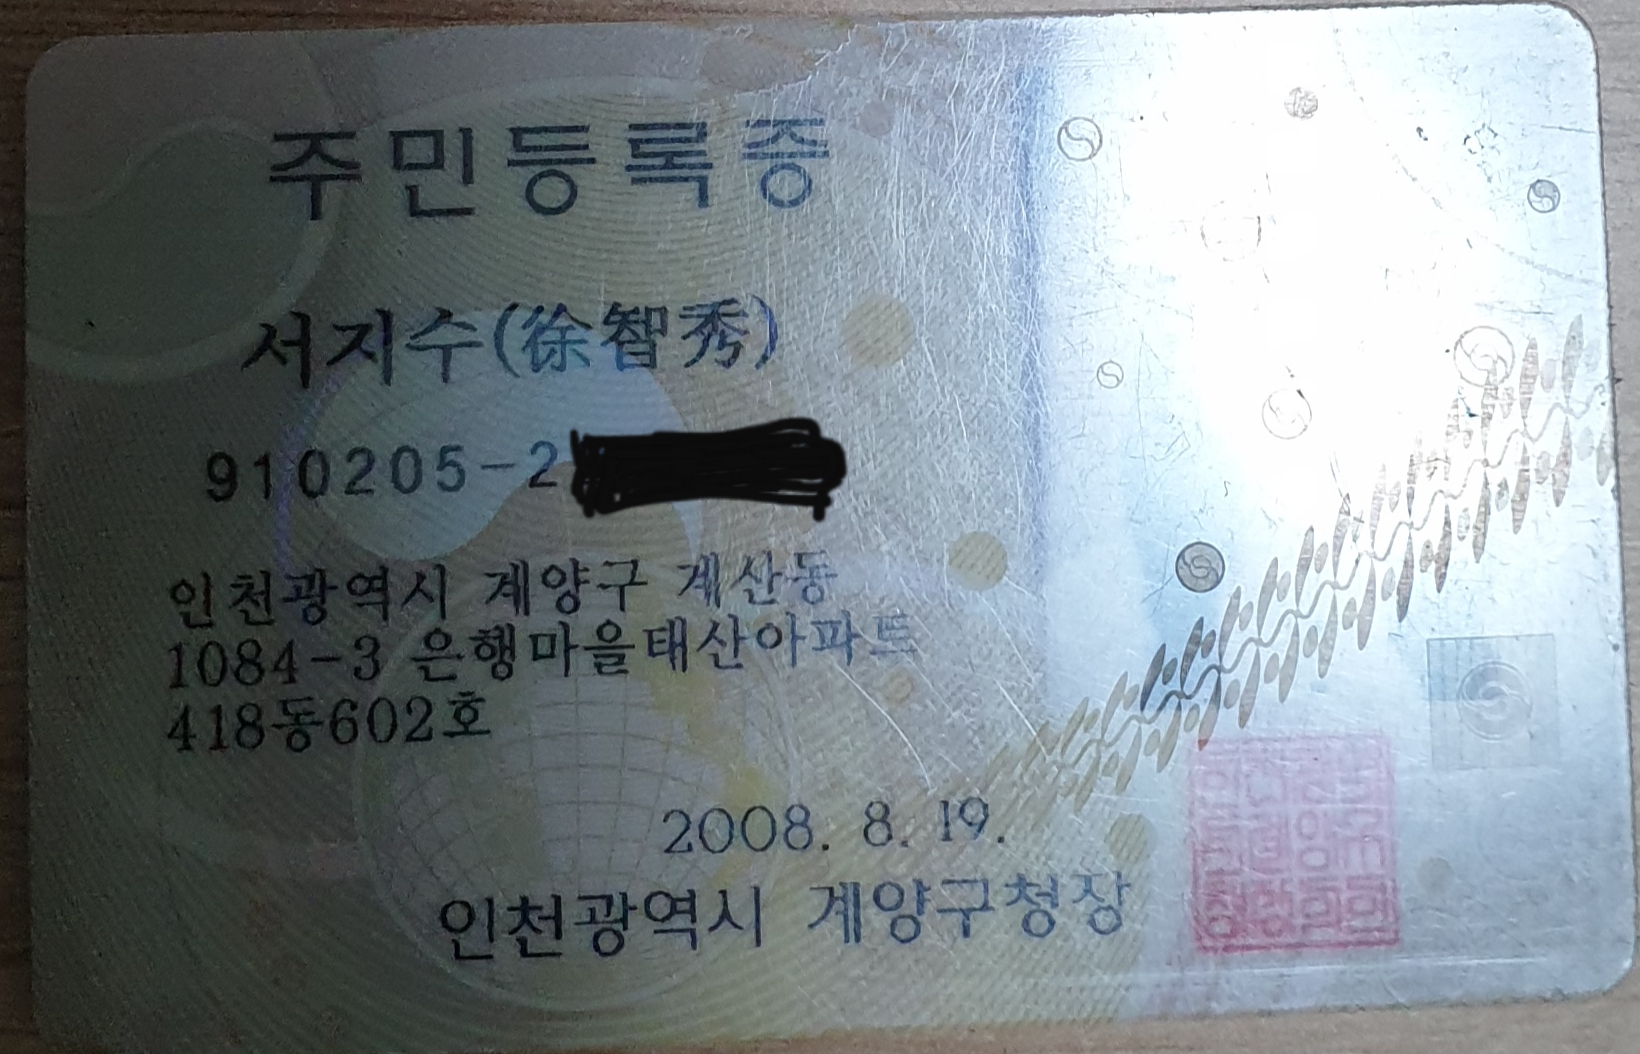 주민등록증
서지수(徐智秀)
910205-2
인천광역시 계양구 계산동
1084-3 은행마을태산아파트
418동602호
2008. 8. 19.
인천광역시 계양구청장